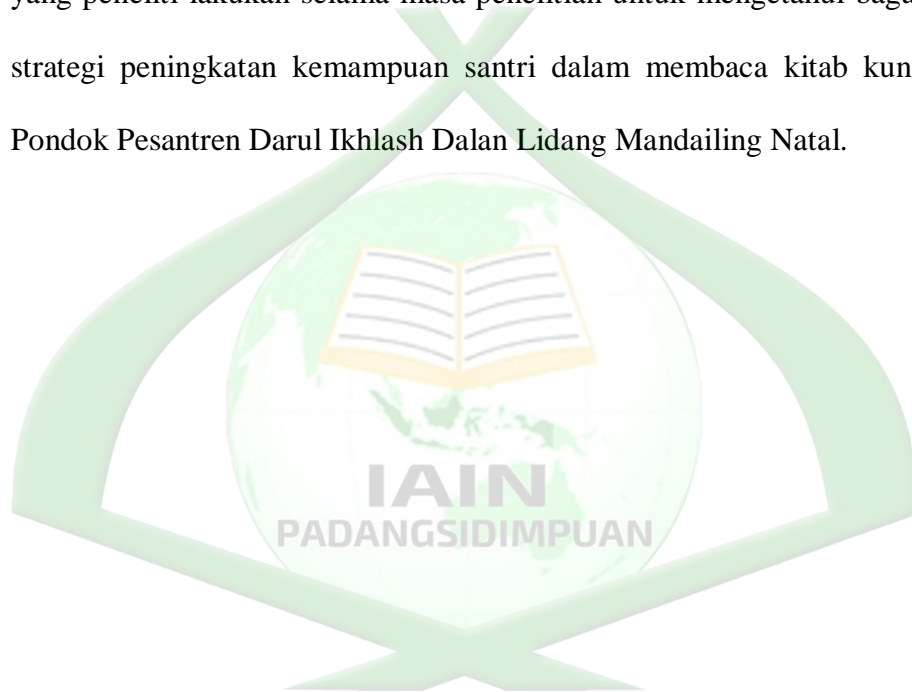 yang peneliti lakukan selama masa penelitian untuk mengetahui
strategi peningkatan kemampuan santri dalam membaca kitab
Pondok Pesantren Darul Ikhlash Dalan Lidang Mandailing Natal.
IAIN
PADANGSIDIMPUAN